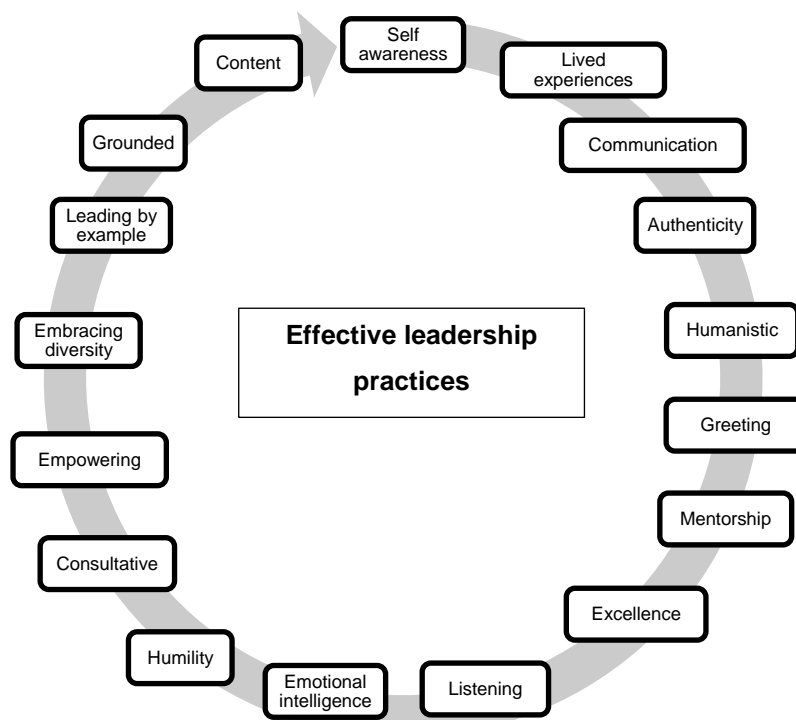 Self
awareness
Lived
experiences
Communication
Authenticity
Humanistic
Greeting
Mentorship
Excellence
Listening
Emotional
intelligence
Humility
Consultative
Empowering
Embracing
diversity
Leading by
example
Grounded
Content
Effective leadership
practices